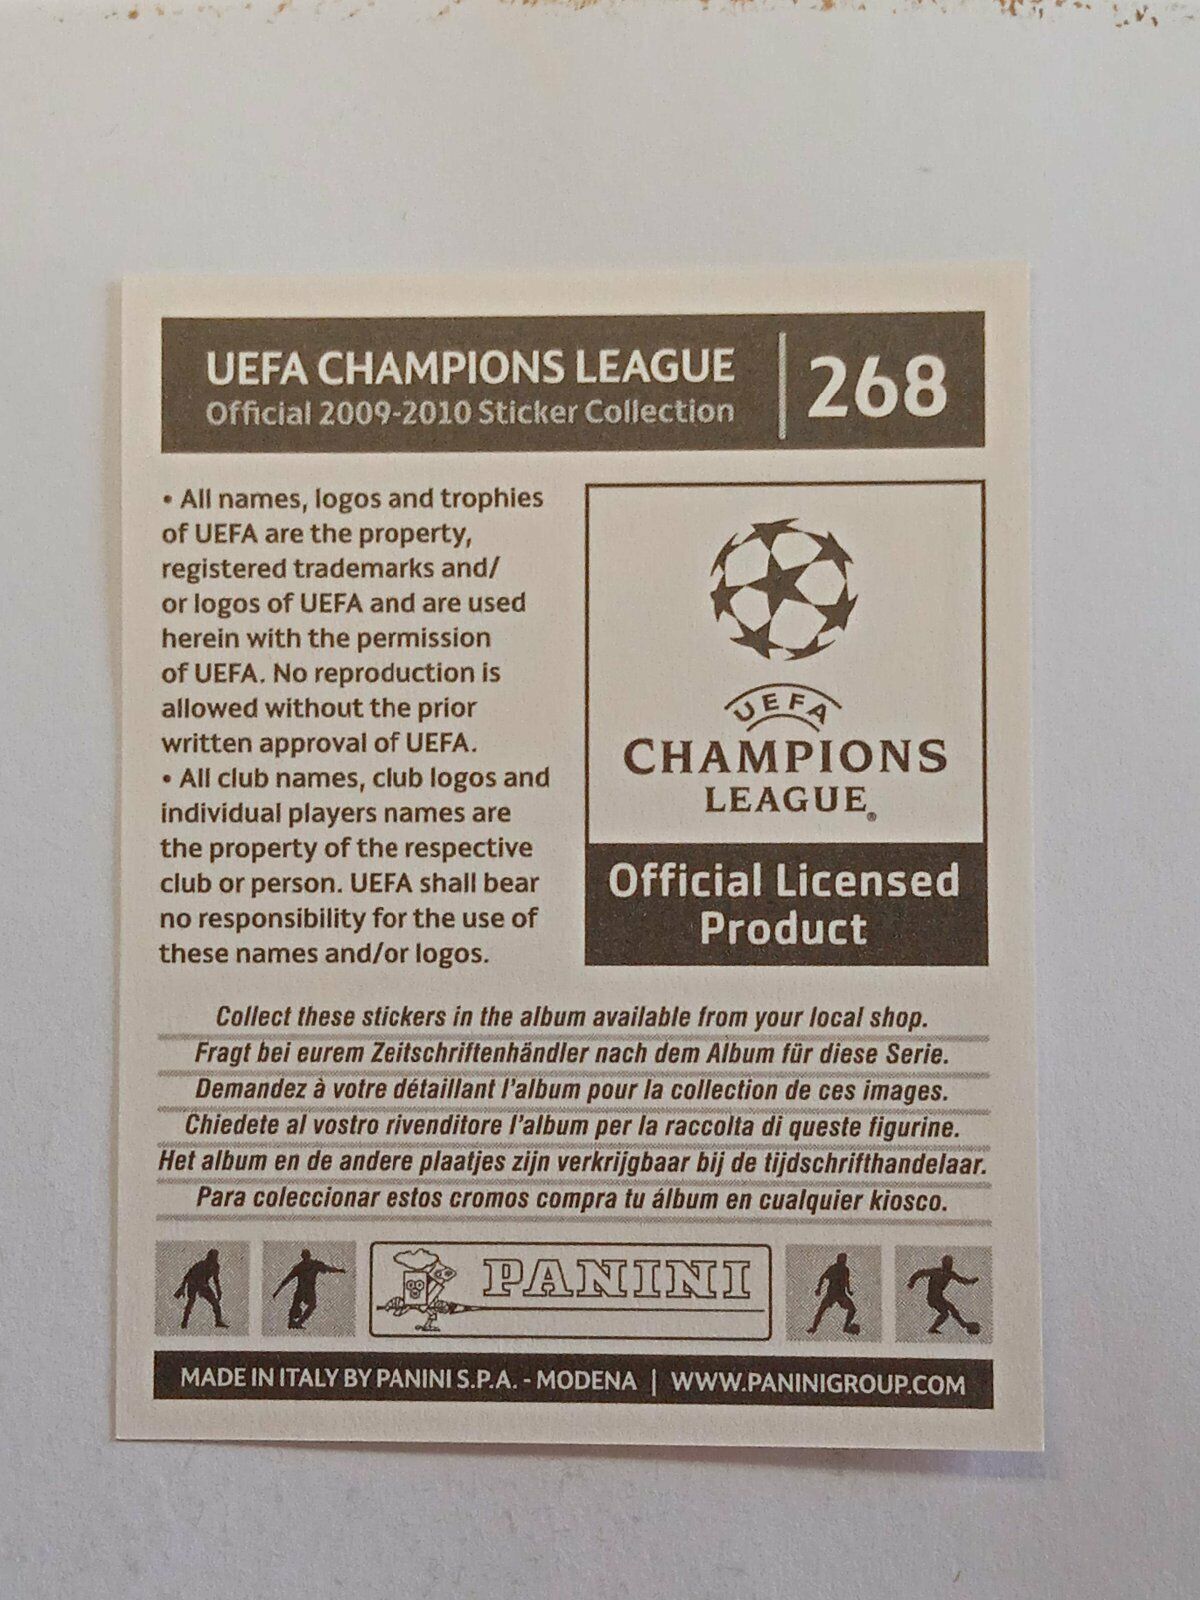 UEFA CHAMPIONS LEAGUE
Official 2009-2010 Sticker Collection
268
• All names, logos and trophies
of UEFA are the property,
registered trademarks and/
or logos of UEFA and are used
herein with the permission
of UEFA. No reproduction is
allowed without the prior
written approval of UEFA.
• All club names, club logos and
individual players names are
the property of the respective
club or person. UEFA shall bear
no responsibility for the use of
these names and/or logos.
UEFA
CHAMPIONS
LEAGUE®
Official Licensed
Product
Collect these stickers in the album available from your local shop.
Fragt bei eurem Zeitschriftenhändler nach dem Album für diese Serie.
Demandez à votre détaillant l'album pour la collection de ces images.
Chiedete al vostro rivenditore l'album per la raccolta di queste figurine.
Het album en de andere plaatjes zijn verkrijgbaar bij de tijdschrifthandelaar.
Para coleccionar estos cromos compra tu álbum en cualquier kiosco.
PANINI
MADE IN ITALY BY PANINI S.P.A. - MODENA | WWW.PANINIGROUP.COM